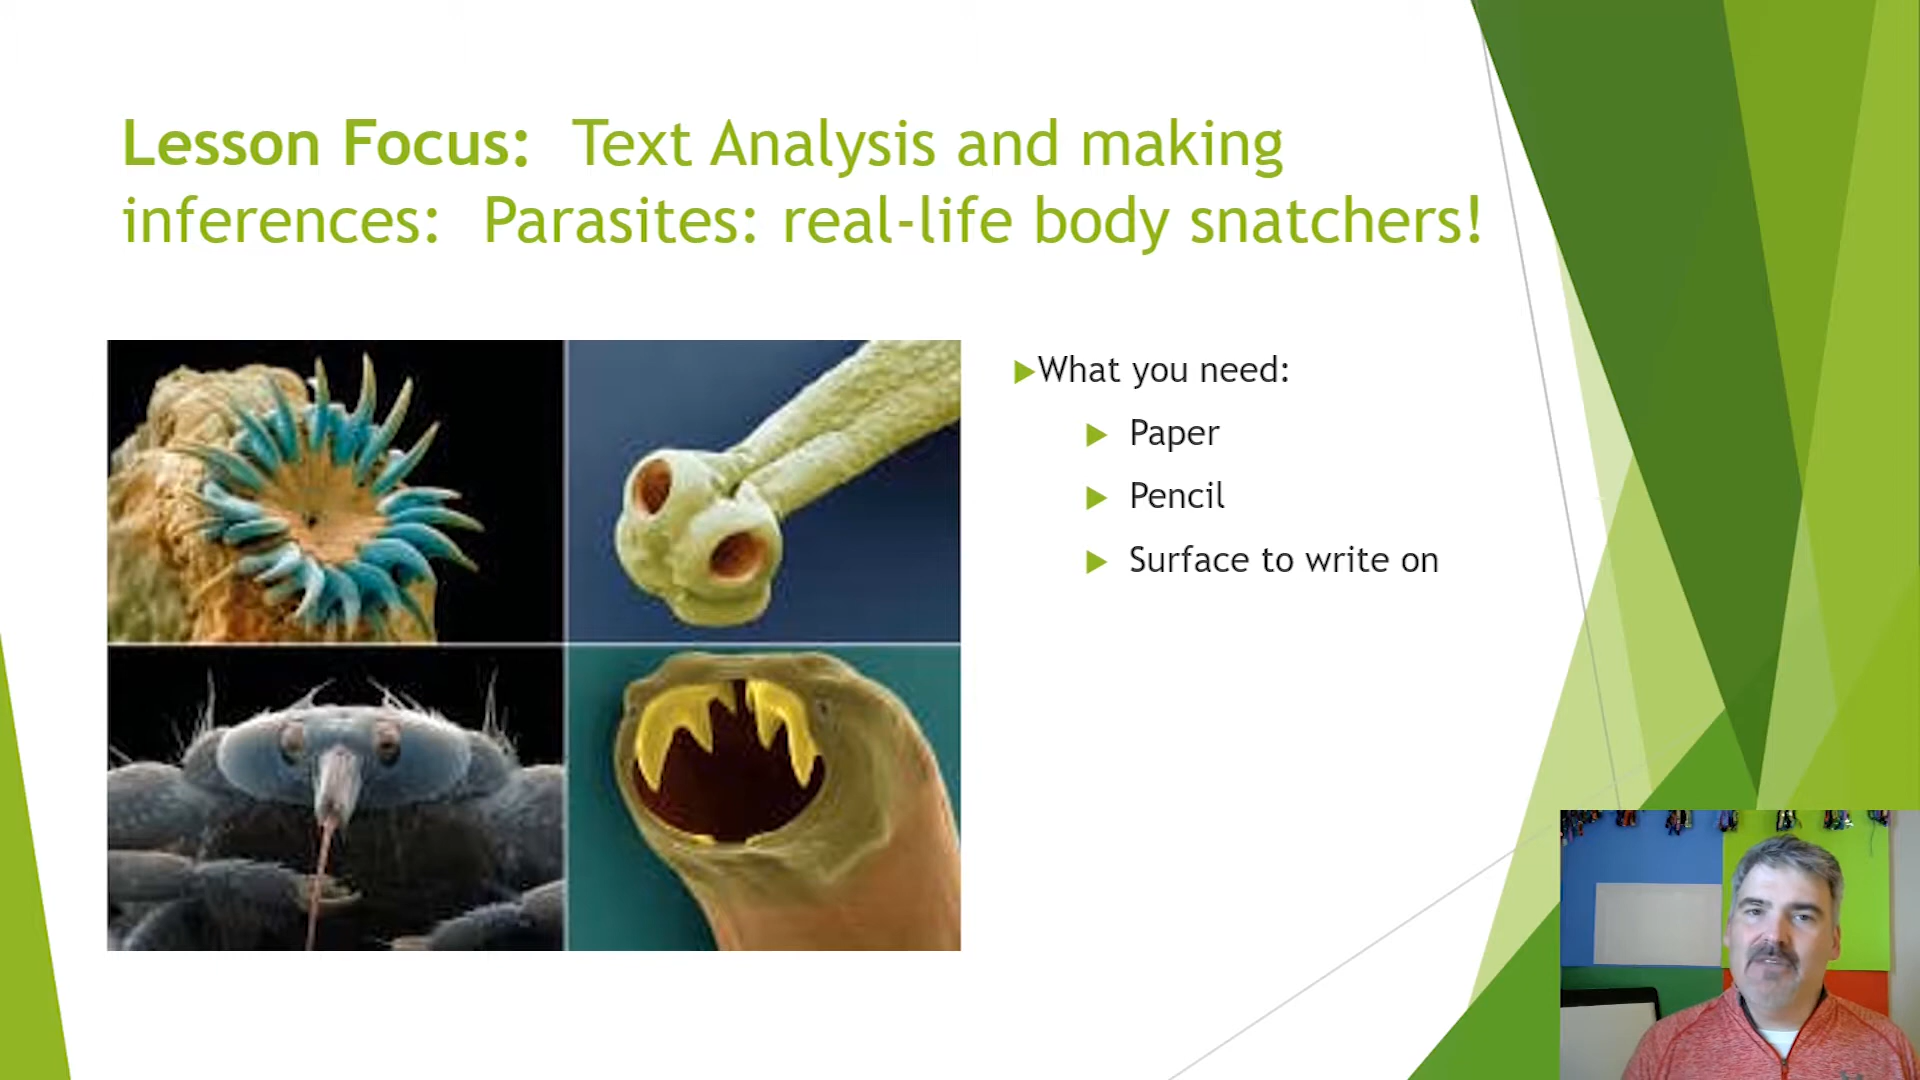 Lesson Focus: Text Analysis and making
inferences: Parasites: real-life body snatchers!
What you need:
Paper
Pencil
Surface to write on